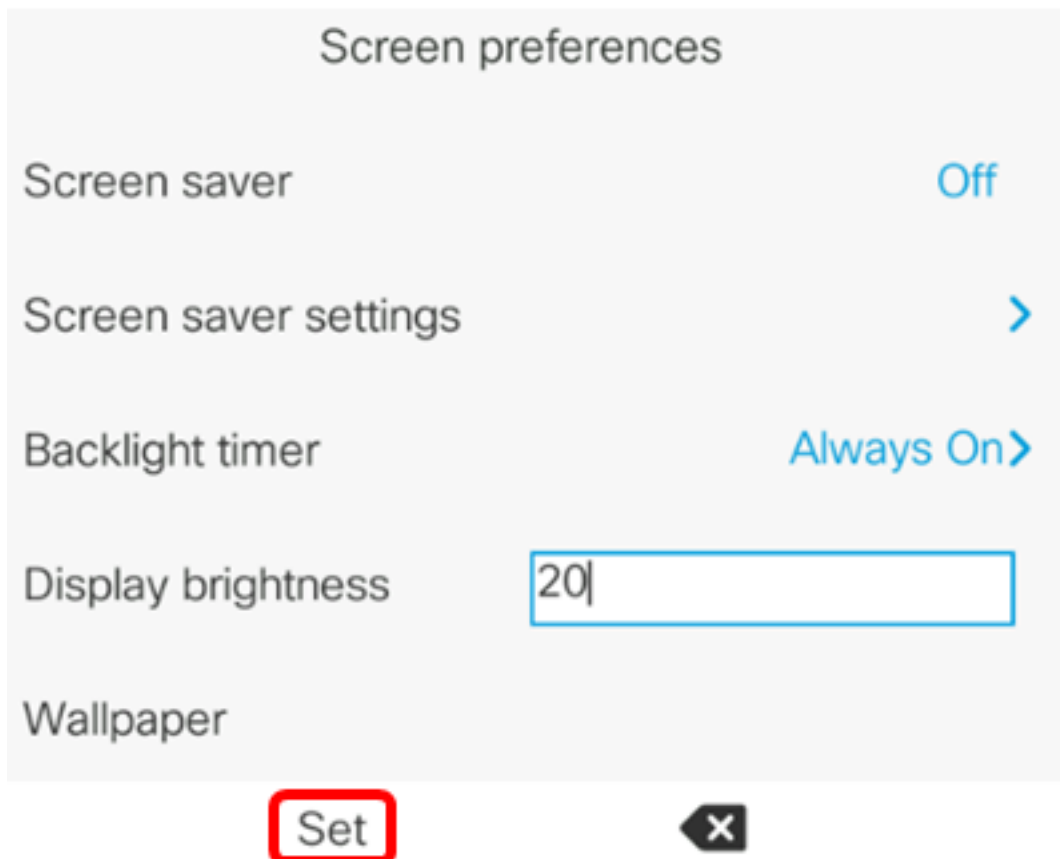 Screen preferences
Screen saver Off
Screen saver settings
Backlight timer Always On
Display brightness 20
Wallpaper
Set